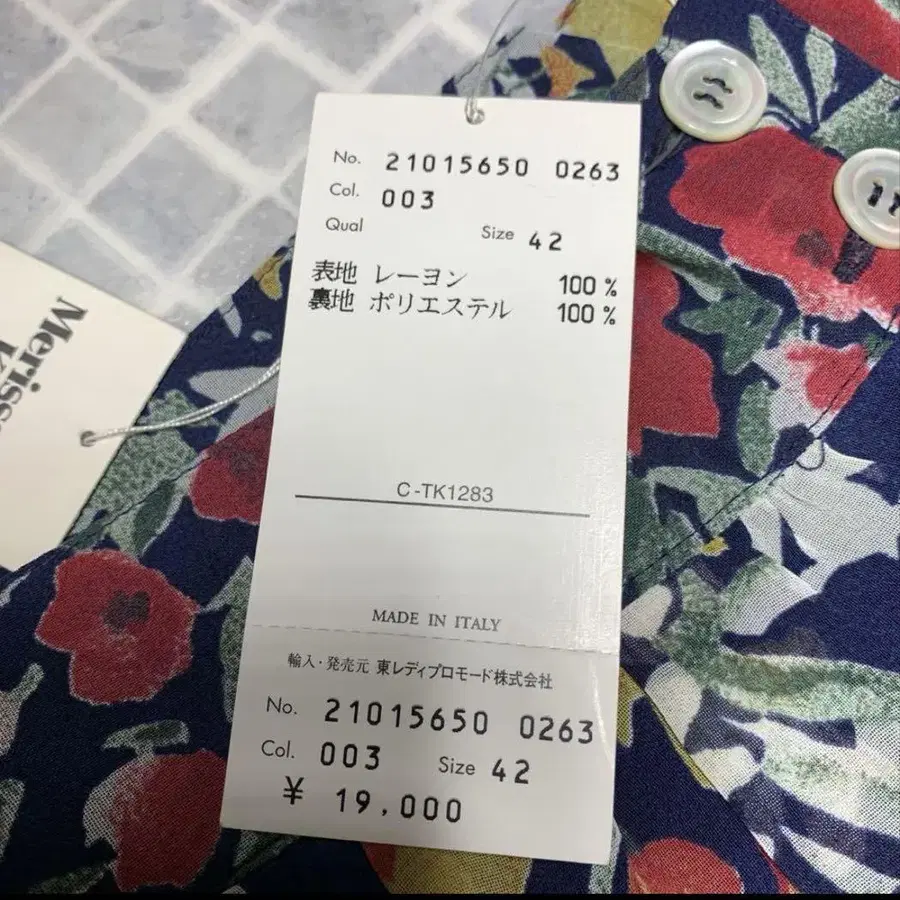 No. 21015650 0263
Col. 003
Qual Size 42
表地 レーヨン 100 %
裏地 ポリエステル 100 %
C-TK1283
MADE IN ITALY
輸入・発売元 東レディプロモード株式会社
No. 21015650 0263
Col. 003 Size 42
¥ 19,000